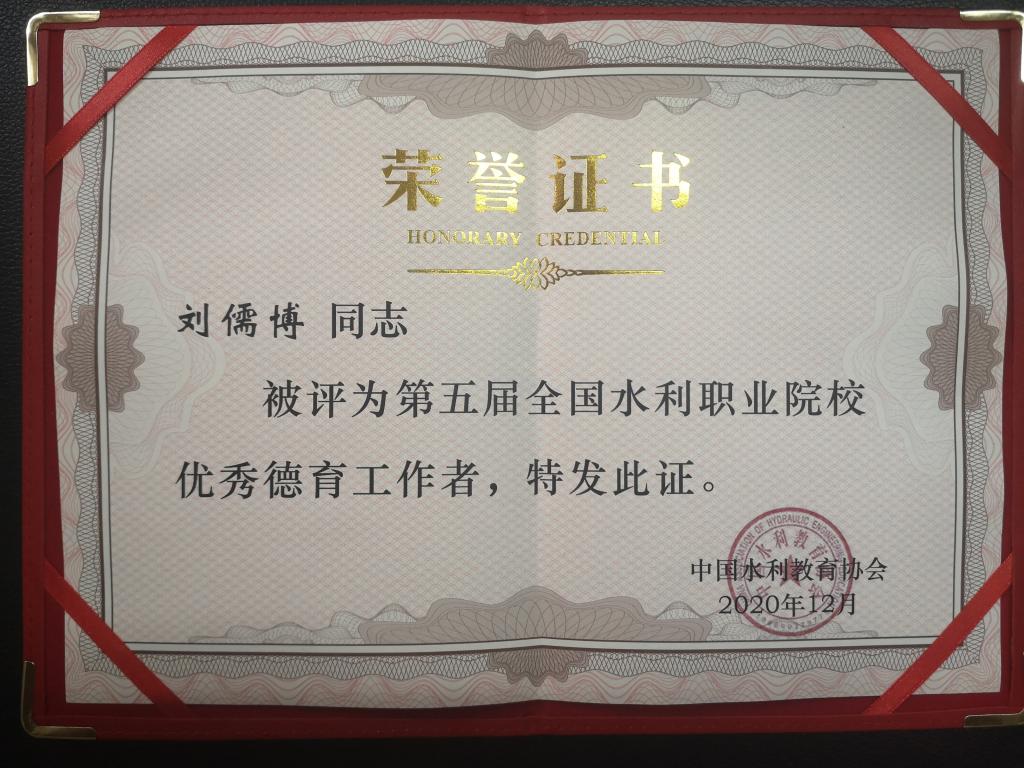 荣誉证书
HONORARY CREDENTIAL
刘儒博 同志
被评为第五届全国水利职业院校
优秀德育工作者，特发此证。
中国水利教育协会
2020年12月